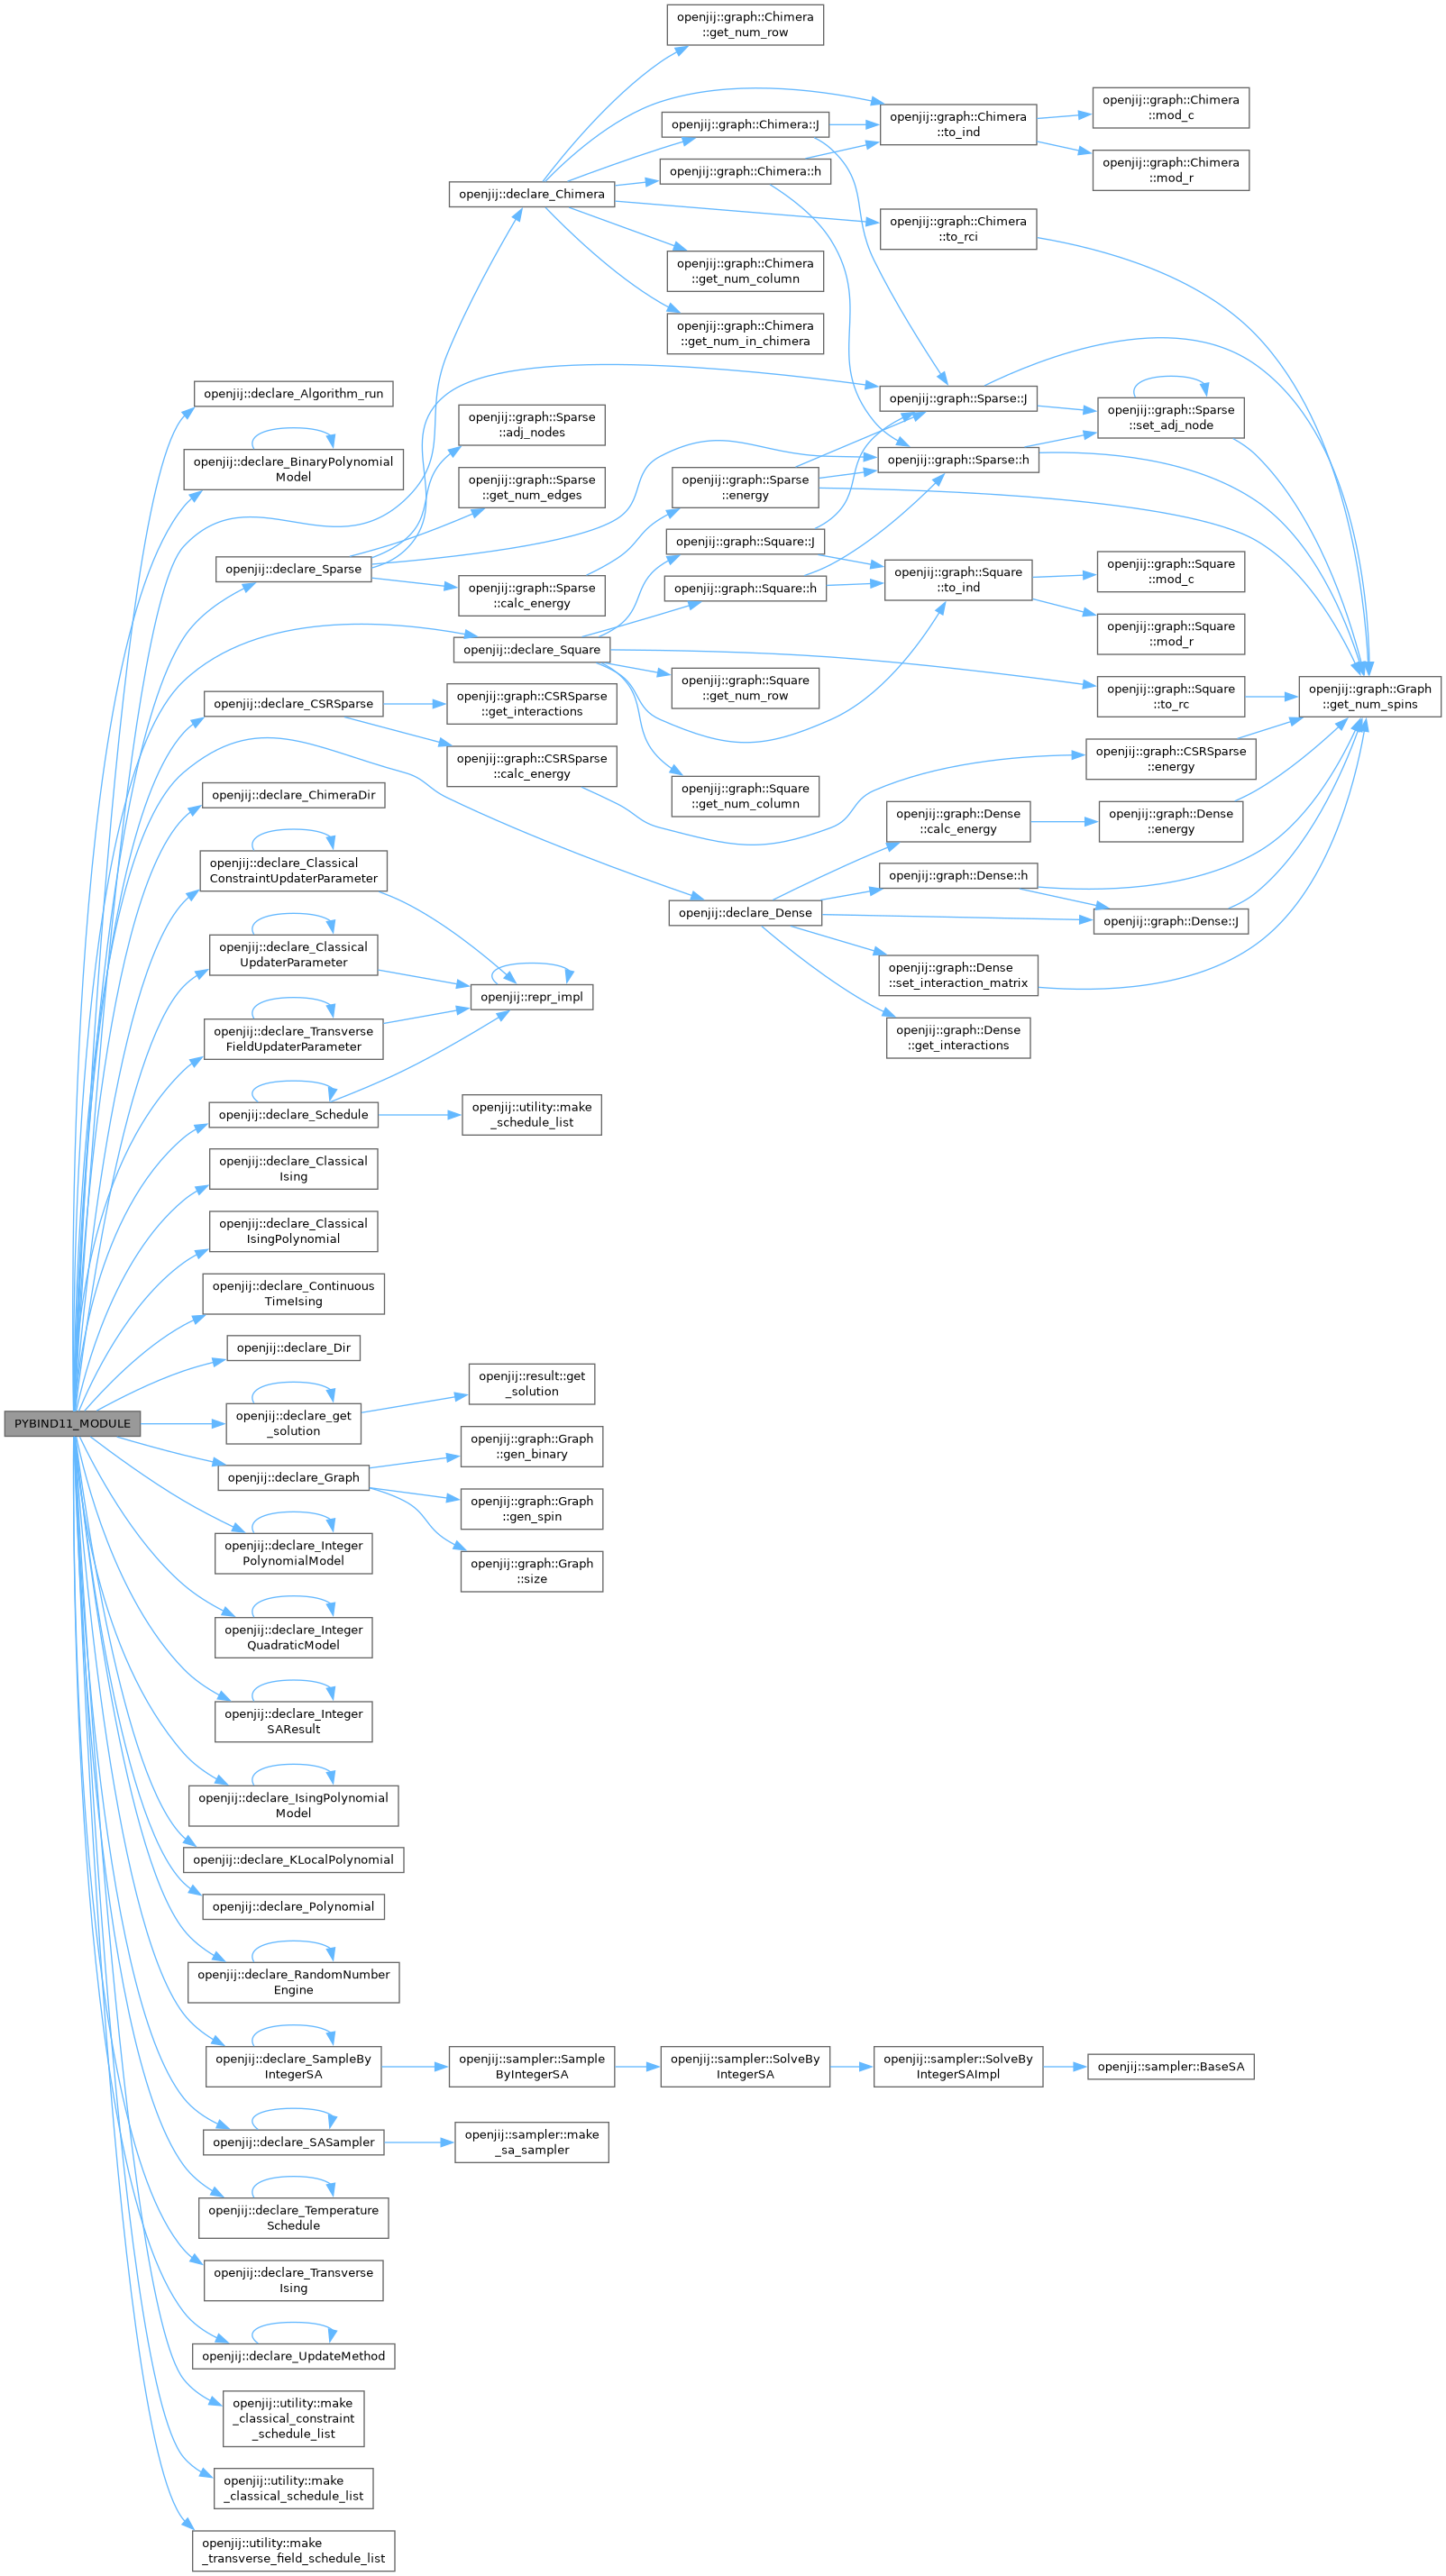 openjij::graph::Chimera
::get_num_row
openjij::graph::Chimera
::mod_c
openjij::graph::Chimera
::to_ind
openjij::graph::Chimera::J
openjij::graph::Chimera
::mod_r
openjij::graph::Chimera::h
openjij::declare_Chimera
openjij::graph::Chimera
::to_rci
openjij::graph::Chimera
::get_num_column
openjij::graph::Chimera
::get_num_in_chimera
openjij::declare_Algorithm_run
openjij::graph::Sparse::J
openjij::graph::Sparse
::set_adj_node
openjij::graph::Sparse
::adj_nodes
openjij::declare_BinaryPolynomial
Model
openjij::graph::Sparse::h
openjij::graph::Sparse
::get_num_edges
openjij::graph::Sparse
::energy
openjij::graph::Square::J
openjij::declare_Sparse
openjij::graph::Square
::mod_c
openjij::graph::Square
::to_ind
openjij::graph::Sparse
::calc_energy
openjij::graph::Square::h
openjij::graph::Square
::mod_r
openjij::declare_Square
openjij::graph::Square
::get_num_row
openjij::graph::Square
::to_rc
openjij::graph::Graph
::get_num_spins
openjij::declare_CSRSparse
openjij::graph::CSRSparse
::get_interactions
openjij::graph::CSRSparse
::energy
openjij::graph::CSRSparse
::calc_energy
openjij::graph::Square
::get_num_column
openjij::declare_ChimeraDir
openjij::graph::Dense
::calc_energy
openjij::graph::Dense
::energy
openjij::declare_Classical
ConstraintUpdaterParameter
openjij::graph::Dense::h
openjij::declare_Dense
openjij::graph::Dense::J
openjij::declare_Classical
UpdaterParameter
openjij::graph::Dense
::set_interaction_matrix
openjij::repr_impl
openjij::declare_Transverse
FieldUpdaterParameter
openjij::graph::Dense
::get_interactions
openjij::declare_Schedule
openjij::utility::make
_schedule_list
openjij::declare_Classical
Ising
openjij::declare_Classical
IsingPolynomial
openjij::declare_Continuous
TimeIsing
openjij::declare_Dir
openjij::result::get
_solution
PYBIND11_MODULE
openjij::declare_get
_solution
openjij::graph::Graph
::gen_binary
openjij::declare_Graph
openjij::graph::Graph
::gen_spin
openjij::declare_Integer
PolynomialModel
openjij::graph::Graph
::size
openjij::declare_Integer
QuadraticModel
openjij::declare_Integer
SAResult
openjij::declare_IsingPolynomial
Model
openjij::declare_KLocalPolynomial
openjij::declare_Polynomial
openjij::declare_RandomNumber
Engine
openjij::declare_SampleBy
IntegerSA
openjij::sampler::Sample
ByIntegerSA
openjij::sampler::SolveBy
IntegerSA
openjij::sampler::SolveBy
IntegerSAImpl
openjij::sampler::BaseSA
openjij::declare_SASampler
openjij::sampler::make
_sa_sampler
openjij::declare_Temperature
Schedule
openjij::declare_Transverse
Ising
openjij::declare_UpdateMethod
openjij::utility::make
_classical_constraint
_schedule_list
openjij::utility::make
_classical_schedule_list
openjij::utility::make
_transverse_field_schedule_list